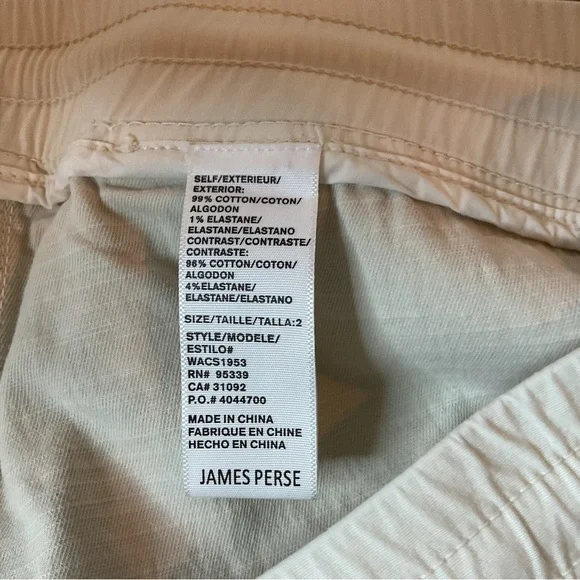 SELF/EXTERIEUR/
EXTERIOR:
99% COTTON/COTON/
ALGODON
1% ELASTANE/
ELASTANE/ELASTANO
CONTRAST/CONTRASTE/
CONTRASTE:
96% COTTON/COTON/
ALGODON
4%ELASTANE/
ELASTANE/ELASTANO
SIZE/TAILLE/TALLA:2
STYLE/MODELE/
ESTILO#
WACS1953
RN# 95339
CA# 31092
P.O.# 4044700
MADE IN CHINA
FABRIQUE EN CHINE
HECHO EN CHINA
JAMES PERSE